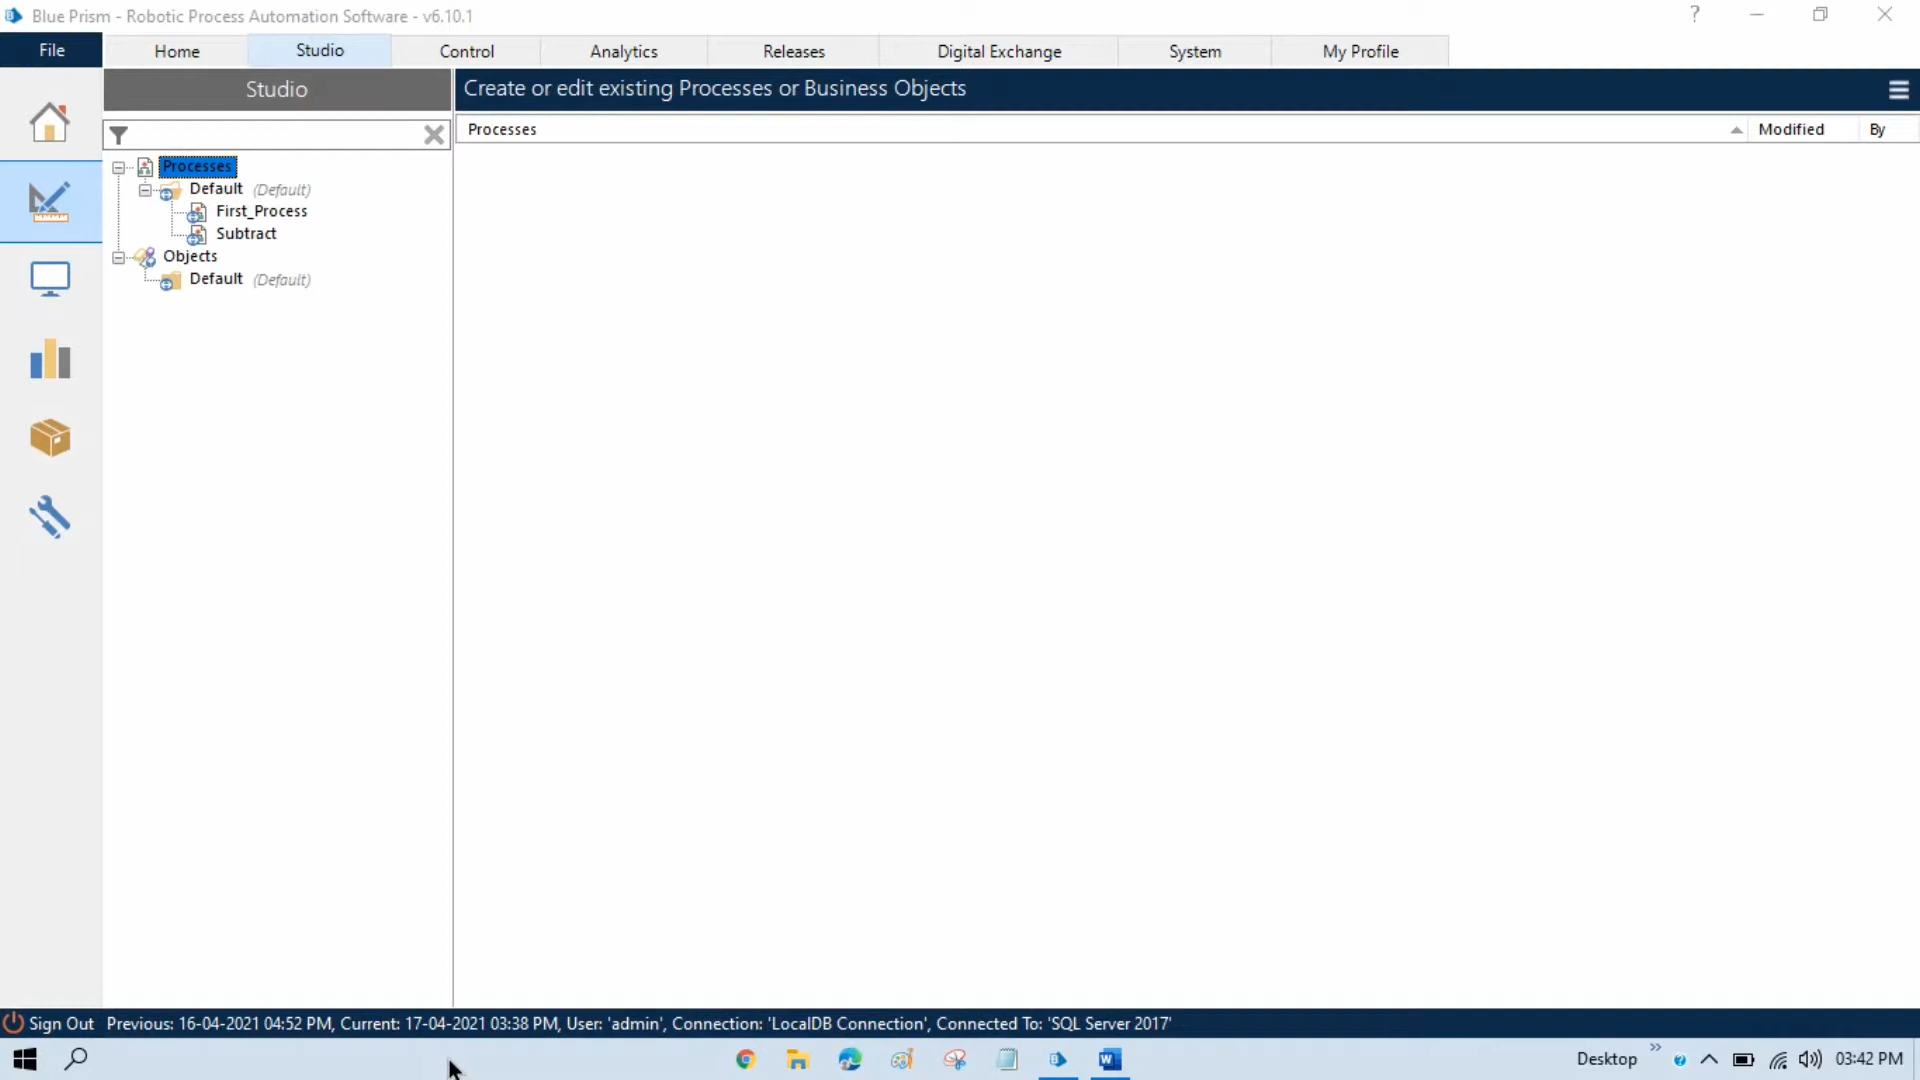 Blue Prism - Robotic Process Automation Software - v6.10.1
?
File Home Studio Control Analytics Releases Digital Exchange System My Profile
Studio
Create or edit existing Processes or Business Objects
Processes Modified By
Processes
Default (Default)
First_Process
Subtract
Objects
Default (Default)
Sign Out Previous: 16-04-2021 04:52 PM, Current: 17-04-2021 03:38 PM, User: 'admin', Connection: 'LocalDB Connection', Connected To: 'SQL Server 2017'
Desktop 03:42 PM